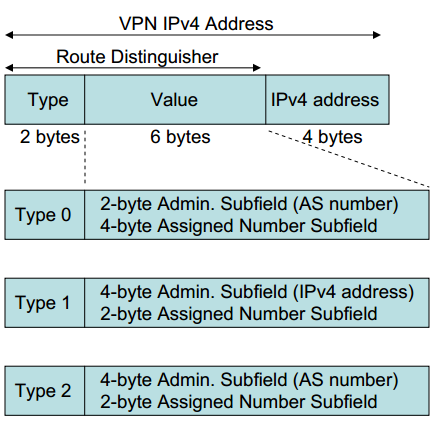 VPN IPv4 Address
Route Distinguisher
Type Value IPv4 address
2 bytes 6 bytes 4 bytes
Type 0
2-byte Admin. Subfield (AS number)
4-byte Assigned Number Subfield
Type 1
4-byte Admin. Subfield (IPv4 address)
2-byte Assigned Number Subfield
Type 2
4-byte Admin. Subfield (AS number)
2-byte Assigned Number Subfield